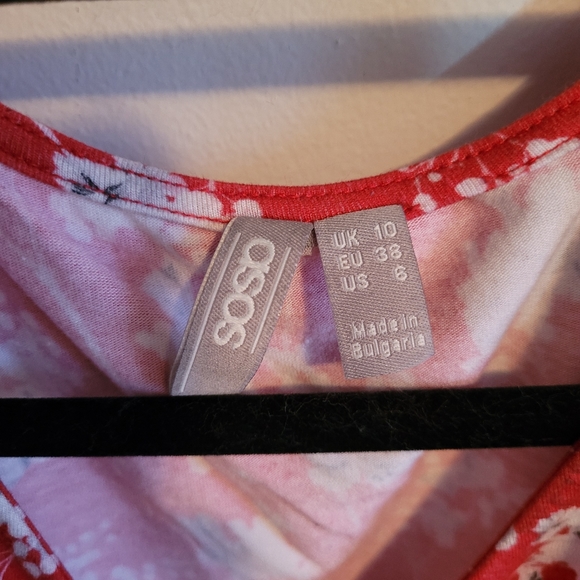 asos
UK 10
EU 38
US 6
Made in
Bulgaria